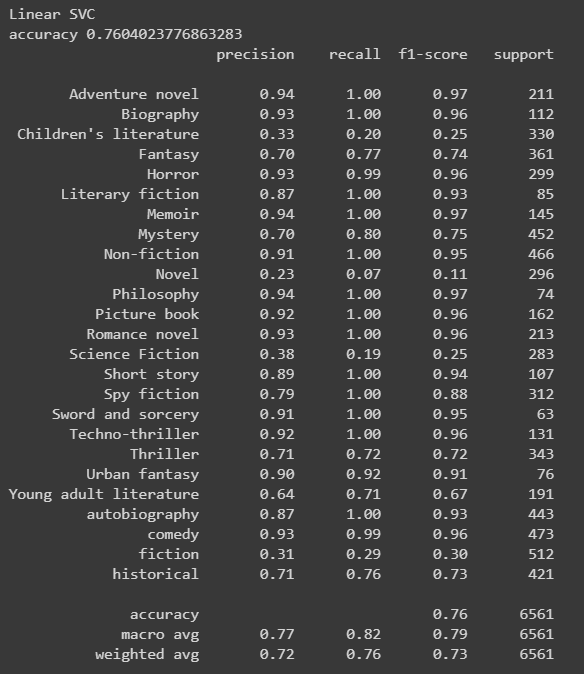 Linear SVC
accuracy 0.7604023776863283
precision recall f1-score support
Adventure novel 0.94 1.00 0.97 211
Biography 0.93 1.00 0.96 112
Children's literature 0.33 0.20 0.25 330
Fantasy 0.70 0.77 0.74 361
Horror 0.93 0.99 0.96 299
Literary fiction 0.87 1.00 0.93 85
Memoir 0.94 1.00 0.97 145
Mystery 0.70 0.80 0.75 452
Non-fiction 0.91 1.00 0.95 466
Novel 0.23 0.07 0.11 296
Philosophy 0.94 1.00 0.97 74
Picture book 0.92 1.00 0.96 162
Romance novel 0.93 1.00 0.96 213
Science Fiction 0.38 0.19 0.25 283
Short story 0.89 1.00 0.94 107
Spy fiction 0.79 1.00 0.88 312
Sword and sorcery 0.91 1.00 0.95 63
Techno-thriller 0.92 1.00 0.96 131
Thriller 0.71 0.72 0.72 343
Urban fantasy 0.90 0.92 0.91 76
Young adult literature 0.64 0.71 0.67 191
autobiography 0.87 1.00 0.93 443
comedy 0.93 0.99 0.96 473
fiction 0.31 0.29 0.30 512
historical 0.71 0.76 0.73 421
accuracy 0.76 6561
macro avg 0.77 0.82 0.79 6561
weighted avg 0.72 0.76 0.73 6561